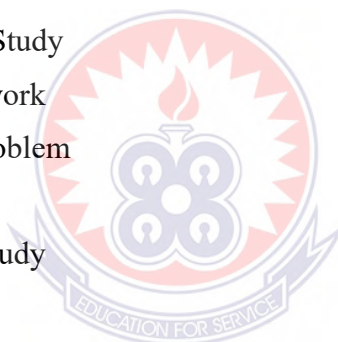 Study
work
oblem
udy
EDUCATION FOR SERVICE